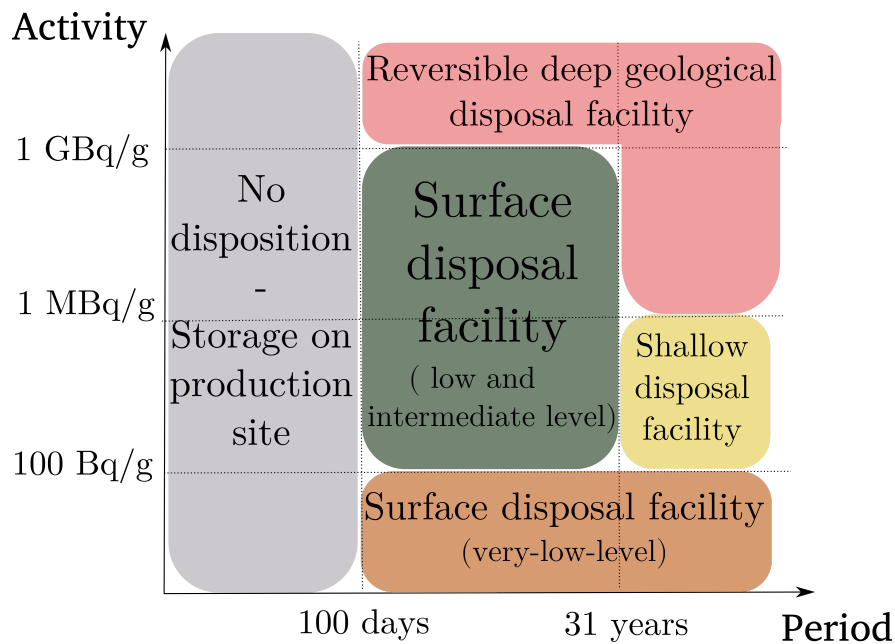 Activity
Reversible deep geological
disposal facility
1 GBq/g
No
disposition
-
Storage on
production
site
Surface
disposal
facility
( low and
intermediate level)
1 MBq/g
Shallow
disposal
facility
100 Bq/g
Surface disposal facility
(very-low-level)
100 days
31 years
Period